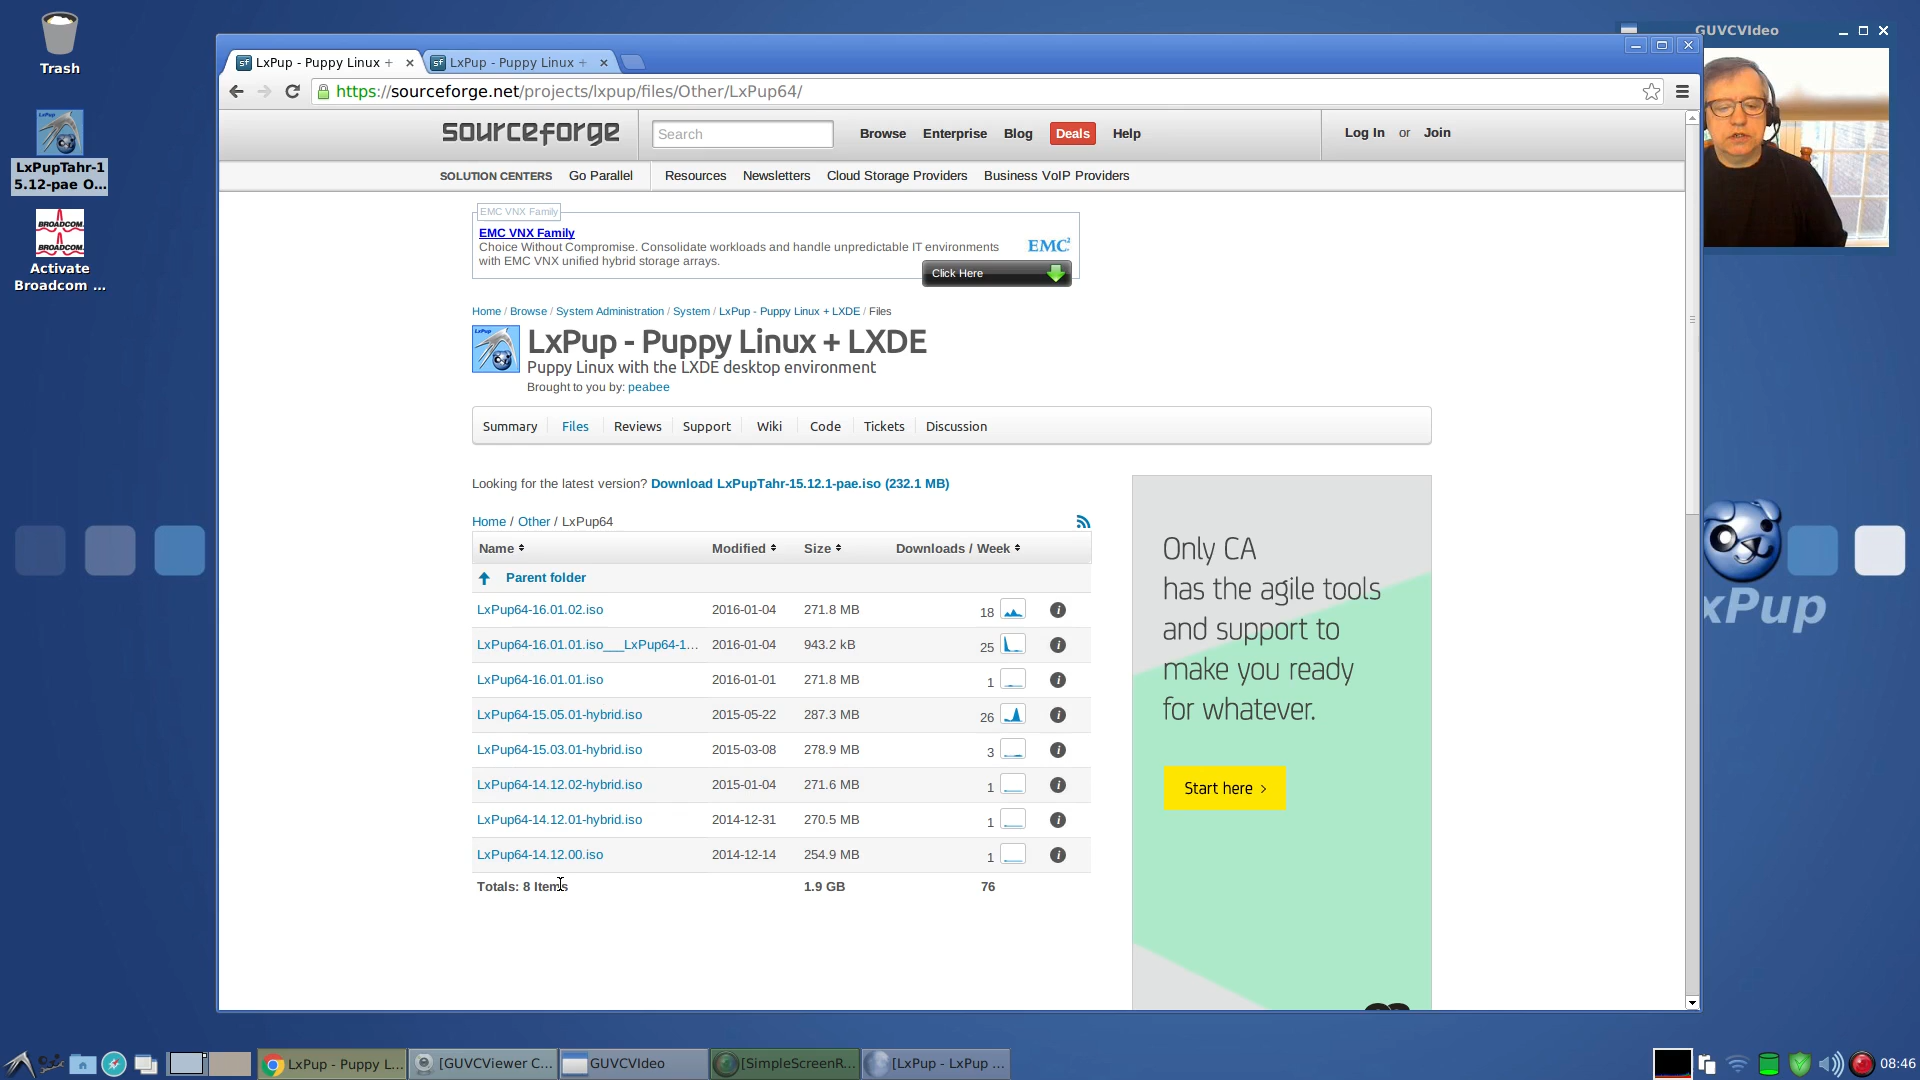 Trash
LxPup
LxPupTahr-1
5.12-pae O...
BROADCOM.
BROADCOM.
Activate
Broadcom ...
GUVCVIdeo
LxPup - Puppy Linux +
LxPup - Puppy Linux +
https://sourceforge.net/projects/lxpup/files/Other/LxPup64/
sourceforge
Search
Browse
Enterprise
Blog
Deals
Help
Log In or Join
SOLUTION CENTERS
Go Parallel
Resources
Newsletters
Cloud Storage Providers
Business VoIP Providers
EMC VNX Family
EMC VNX Family
Choice Without Compromise. Consolidate workloads and handle unpredictable IT environments
with EMC VNX unified hybrid storage arrays.
EMC²
Click Here
Home / Browse / System Administration / System / LxPup - Puppy Linux + LXDE / Files
LxPup
LxPup - Puppy Linux + LXDE
Puppy Linux with the LXDE desktop environment
Brought to you by: peabee
Summary
Files
Reviews
Support
Wiki
Code
Tickets
Discussion
Looking for the latest version? Download LxPupTahr-15.12.1-pae.iso (232.1 MB)
Home / Other / LxPup64
Name Modified Size Downloads / Week
Parent folder
LxPup64-16.01.02.iso 2016-01-04 271.8 MB 18
LxPup64-16.01.01.iso___LxPup64-1... 2016-01-04 943.2 kB 25
LxPup64-16.01.01.iso 2016-01-01 271.8 MB 1
LxPup64-15.05.01-hybrid.iso 2015-05-22 287.3 MB 26
LxPup64-15.03.01-hybrid.iso 2015-03-08 278.9 MB 3
LxPup64-14.12.02-hybrid.iso 2015-01-04 271.6 MB 1
LxPup64-14.12.01-hybrid.iso 2014-12-31 270.5 MB 1
LxPup64-14.12.00.iso 2014-12-14 254.9 MB 1
Totals: 8 Items 1.9 GB 76
Only CA
has the agile tools
and support to
make you ready
for whatever.
Start here >
xPup
LxPup - Puppy L...
[GUVCViewer C...
GUVCVIdeo
[SimpleScreenR...
[LxPup - LxPup ...
08:46